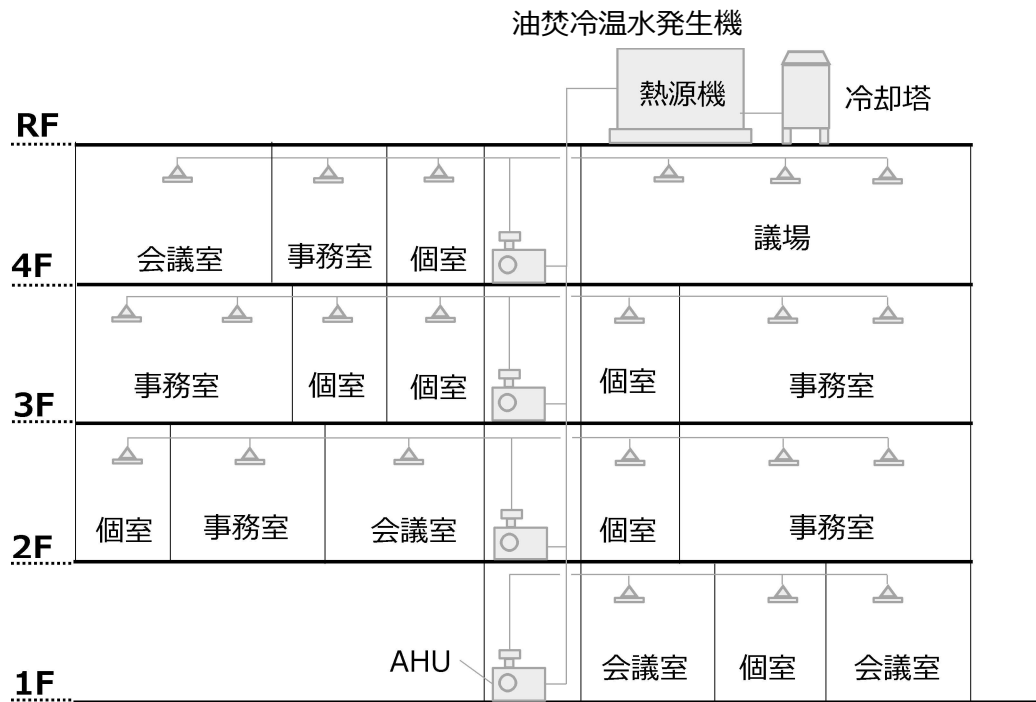 油焚冷温水発生機
熱源機
冷却塔
RF
会議室
事務室
個室
議場
4F
事務室
個室
個室
個室
事務室
3F
個室
事務室
会議室
個室
事務室
2F
AHU
会議室
個室
会議室
1F